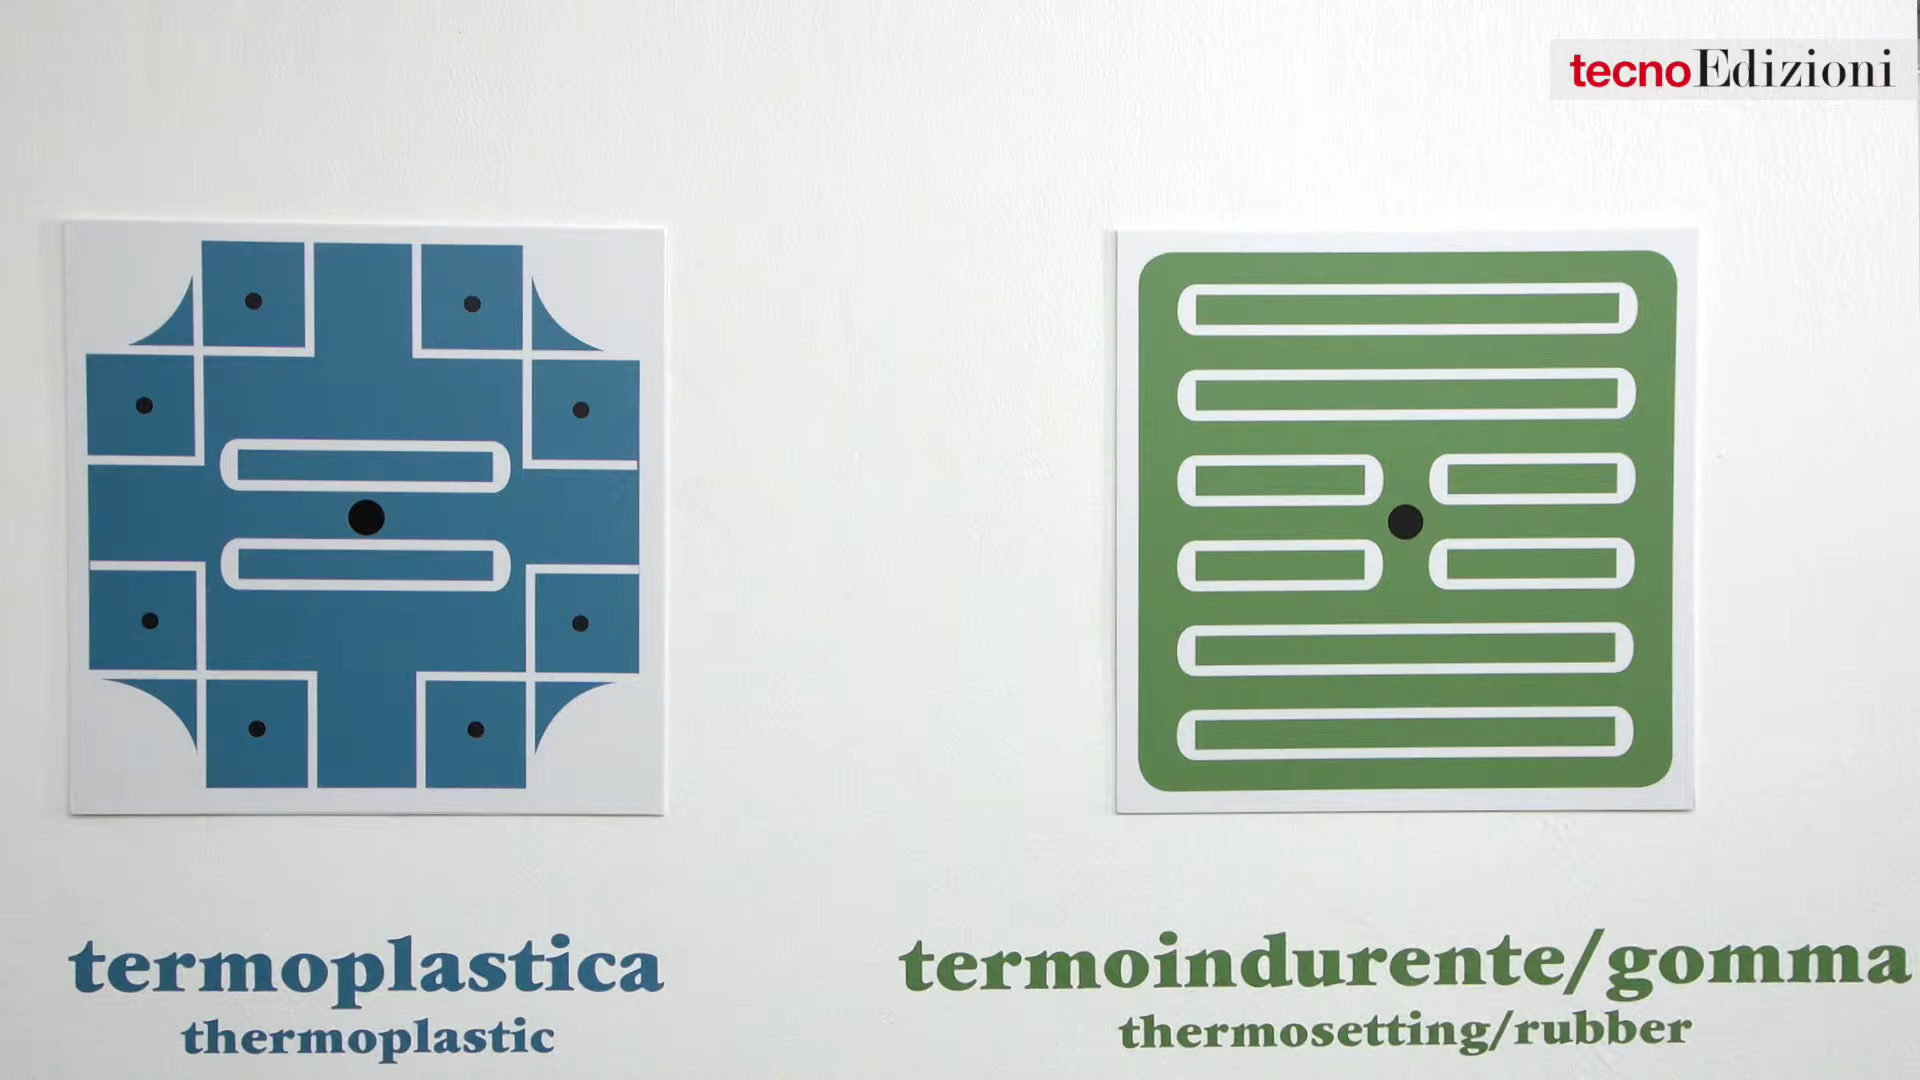 tecnoEdizioni
termoplastica
thermoplastic
termoindurente/gomma
thermosetting/rubber